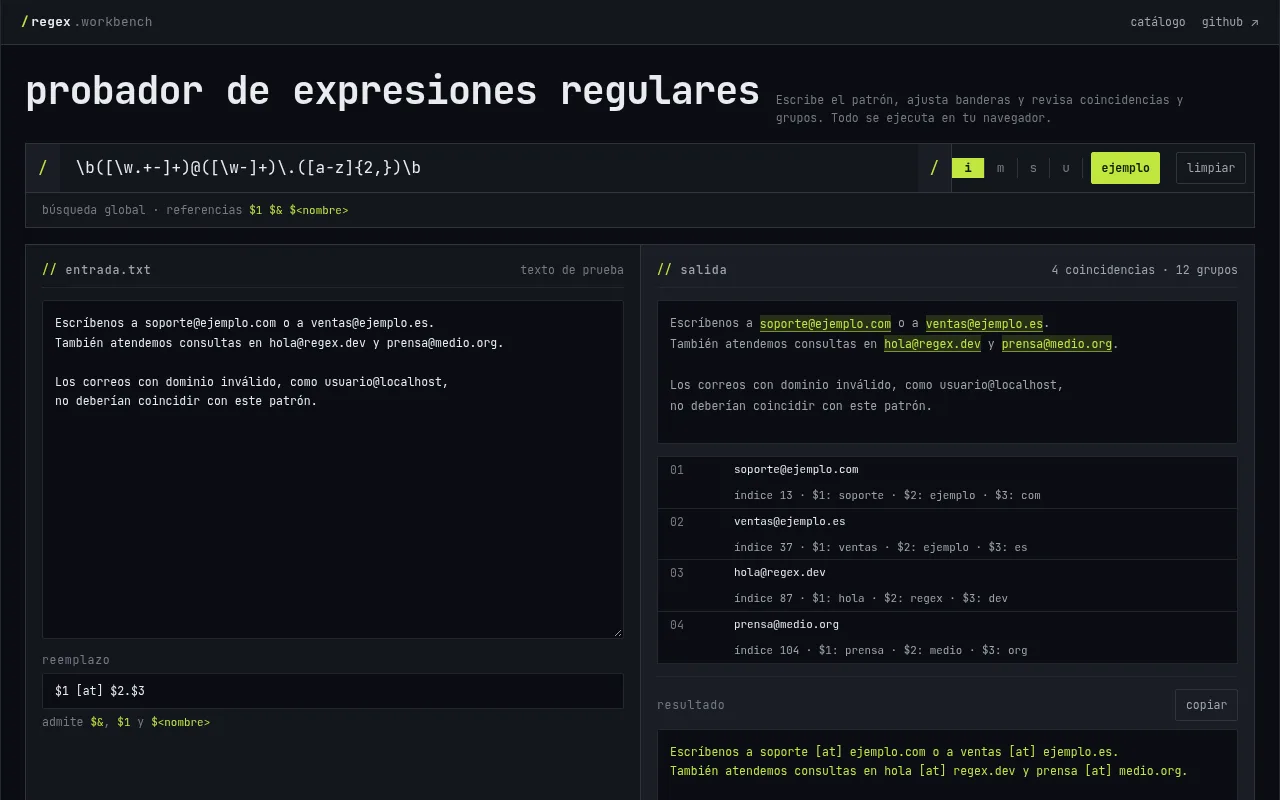 /regex.workbench
catálogo github ↗
probador de expresiones regulares
Escribe el patrón, ajusta banderas y revisa coincidencias y
grupos. Todo se ejecuta en tu navegador.
/ \b([\w.+-]+)@([\w-]+)\.([a-z]{2,})\b / i m s u ejemplo limpiar
búsqueda global · referencias $1 $& $<nombre>
// entrada.txt texto de prueba
Escríbenos a soporte@ejemplo.com o a ventas@ejemplo.es.
También atendemos consultas en hola@regex.dev y prensa@medio.org.
Los correos con dominio inválido, como usuario@localhost,
no deberían coincidir con este patrón.
reemplazo
$1 [at] $2.$3
admite $&, $1 y $<nombre>
// salida 4 coincidencias · 12 grupos
Escríbenos a soporte@ejemplo.com o a ventas@ejemplo.es.
También atendemos consultas en hola@regex.dev y prensa@medio.org.
Los correos con dominio inválido, como usuario@localhost,
no deberían coincidir con este patrón.
01 soporte@ejemplo.com
índice 13 · $1: soporte · $2: ejemplo · $3: com
02 ventas@ejemplo.es
índice 37 · $1: ventas · $2: ejemplo · $3: es
03 hola@regex.dev
índice 87 · $1: hola · $2: regex · $3: dev
04 prensa@medio.org
índice 104 · $1: prensa · $2: medio · $3: org
resultado copiar
Escríbenos a soporte [at] ejemplo.com o a ventas [at] ejemplo.es.
También atendemos consultas en hola [at] regex.dev y prensa [at] medio.org.